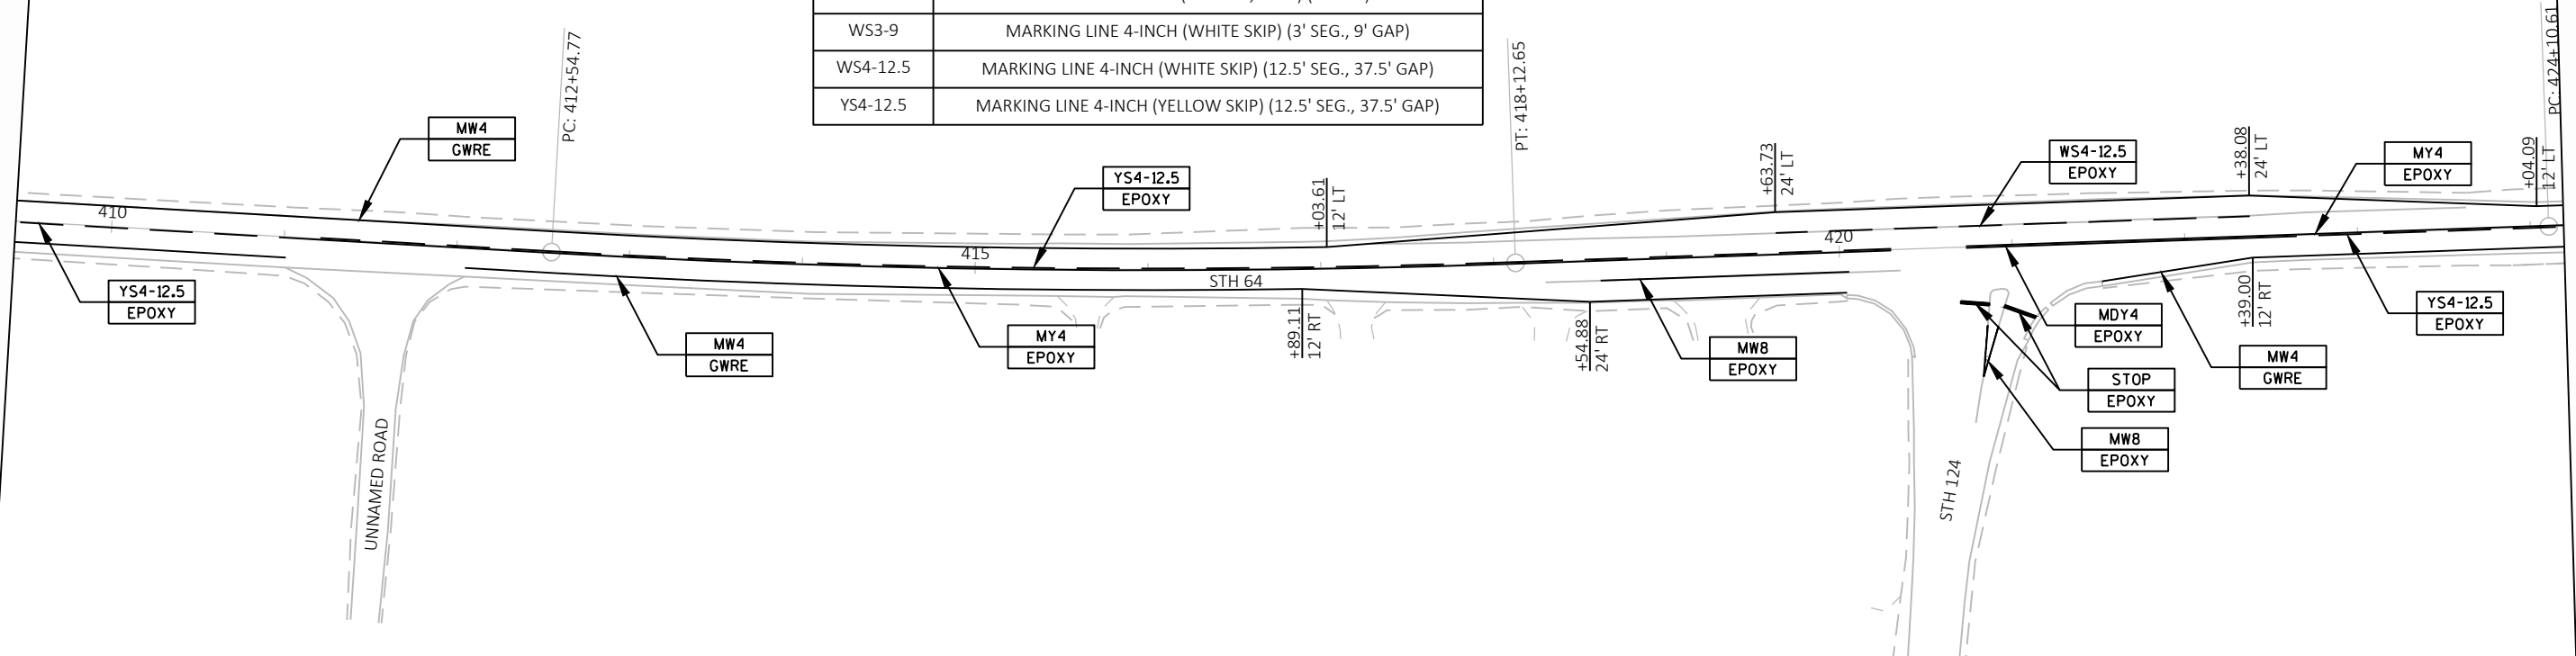 WS3-9 MARKING LINE 4-INCH (WHITE SKIP) (3' SEG., 9' GAP)
WS4-12.5 MARKING LINE 4-INCH (WHITE SKIP) (12.5' SEG., 37.5' GAP)
YS4-12.5 MARKING LINE 4-INCH (YELLOW SKIP) (12.5' SEG., 37.5' GAP)
PC: 412+54.77
PT: 418+12.65
PC: 424+10.61
MW4
GWRE
YS4-12.5
EPOXY
+03.61
12' LT
+63.73
24' LT
WS4-12.5
EPOXY
+38.08
24' LT
MY4
EPOXY
+04.09
12' LT
410
415
420
STH 64
YS4-12.5
EPOXY
MW4
GWRE
MY4
EPOXY
+89.11
12' RT
+54.88
24' RT
MW8
EPOXY
MDY4
EPOXY
+39.00
12' RT
YS4-12.5
EPOXY
MW4
GWRE
STOP
EPOXY
MW8
EPOXY
UNNAMED ROAD
STH 124